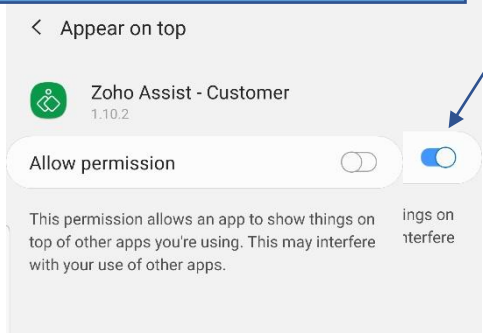 < Appear on top
Zoho Assist - Customer
1.10.2
Allow permission
This permission allows an app to show things on
top of other apps you're using. This may interfere
with your use of other apps.
ings on
nterfere